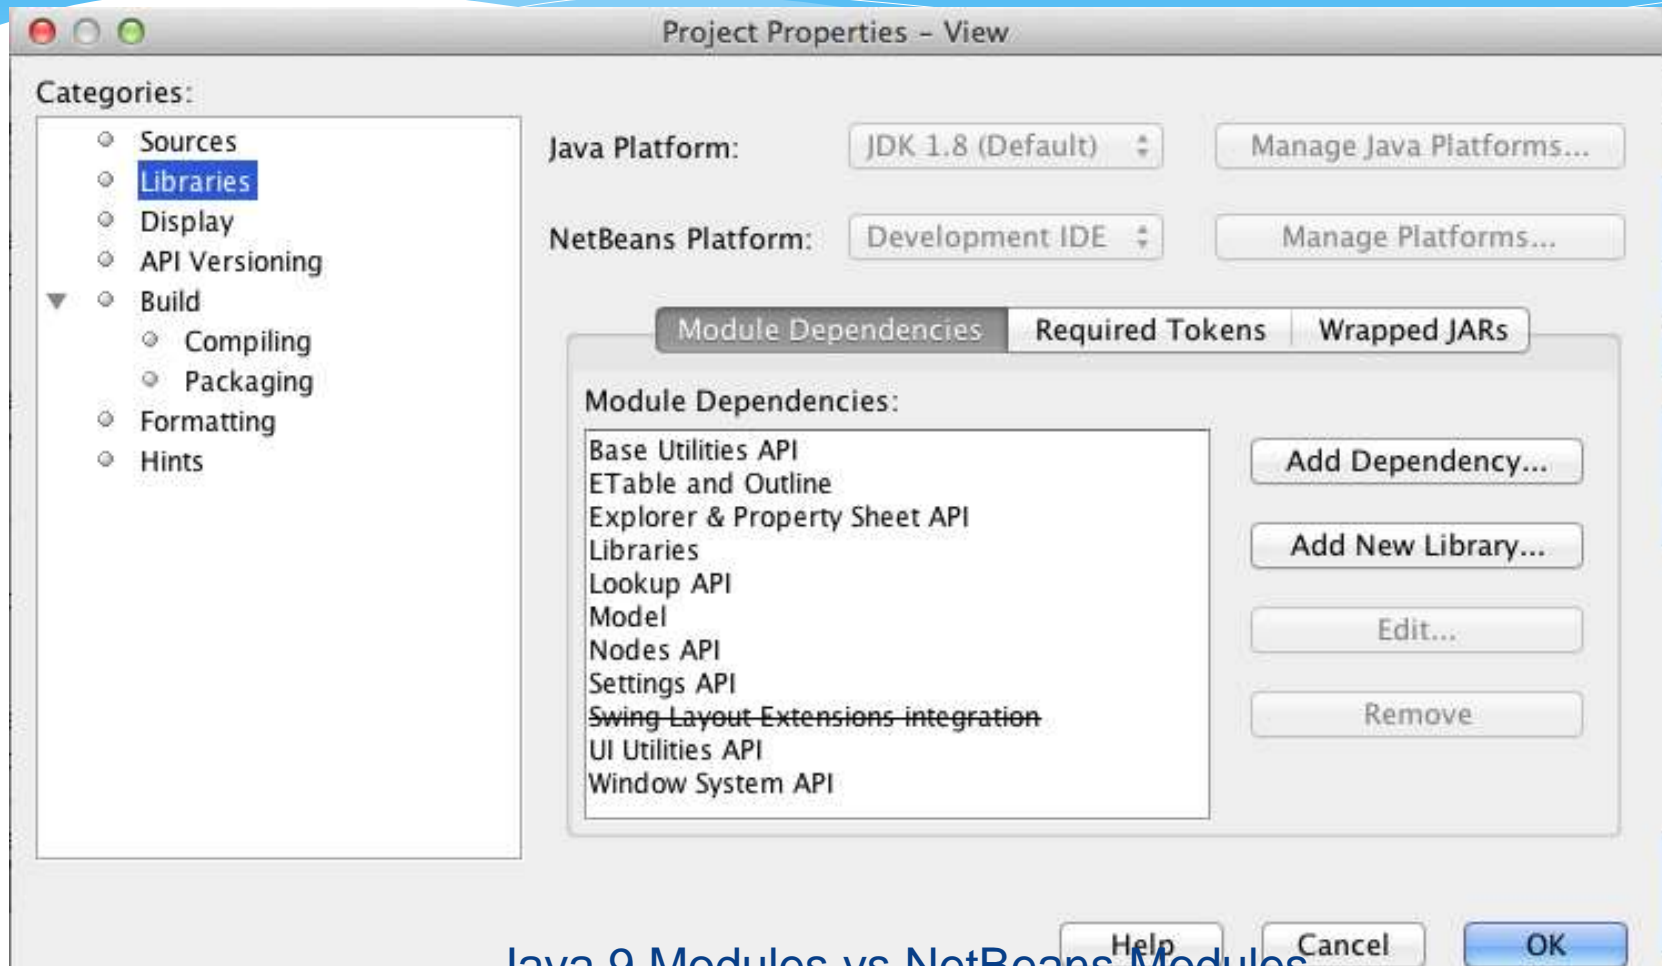 Project Properties – View
Categories:
Sources
Libraries
Display
API Versioning
Build
Compiling
Packaging
Formatting
Hints
Java Platform:
JDK 1.8 (Default)
Manage Java Platforms...
NetBeans Platform:
Development IDE
Manage Platforms...
Module Dependencies
Required Tokens
Wrapped JARs
Module Dependencies:
Base Utilities API
ETable and Outline
Explorer & Property Sheet API
Libraries
Lookup API
Model
Nodes API
Settings API
Swing Layout Extensions integration
UI Utilities API
Window System API
Add Dependency...
Add New Library...
Edit...
Remove
Help
Cancel
OK
Java 9 Modules vs NetBeans Modules